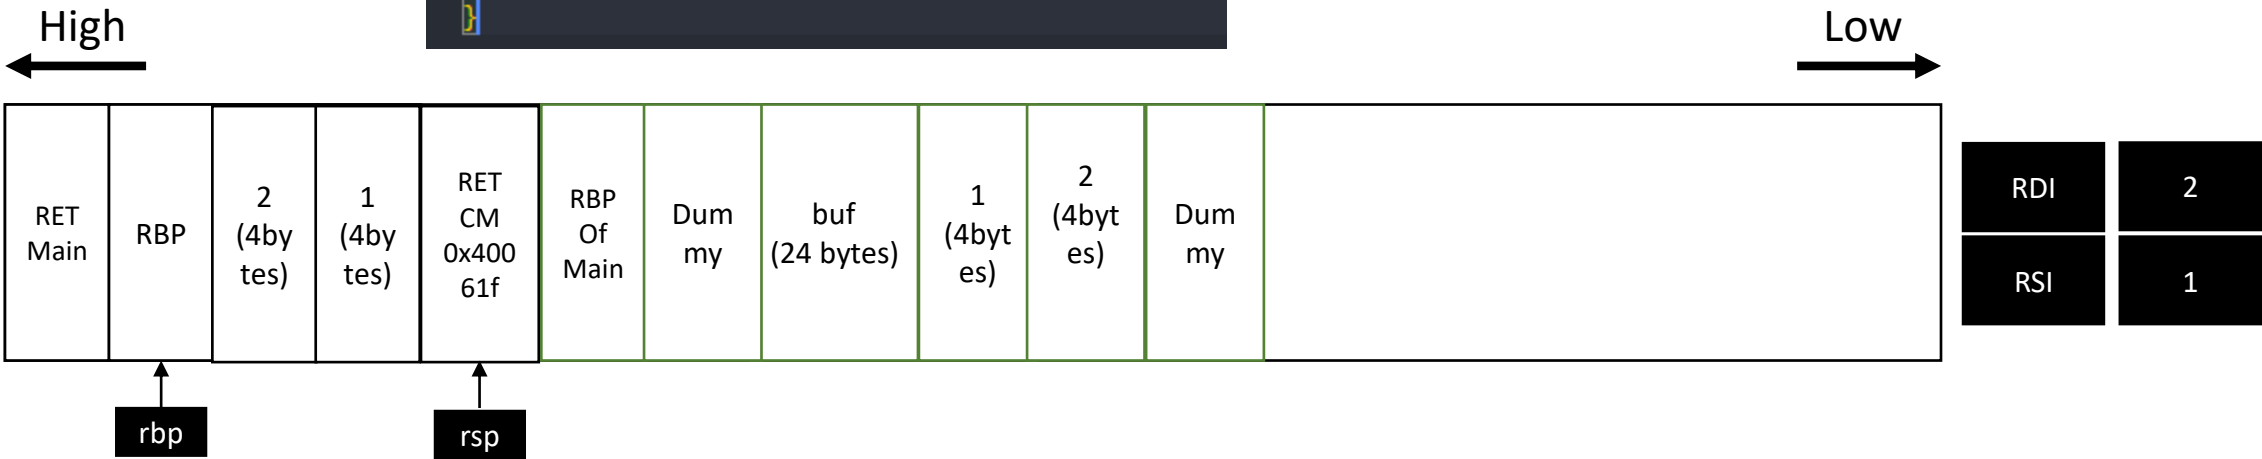 }
High
Low
RET
Main
RBP
2
(4by
tes)
1
(4by
tes)
RET
CM
0x400
61f
RBP
Of
Main
Dum
my
buf
(24 bytes)
1
(4byt
es)
2
(4byt
es)
Dum
my
RDI
2
RSI
1
rbp
rsp